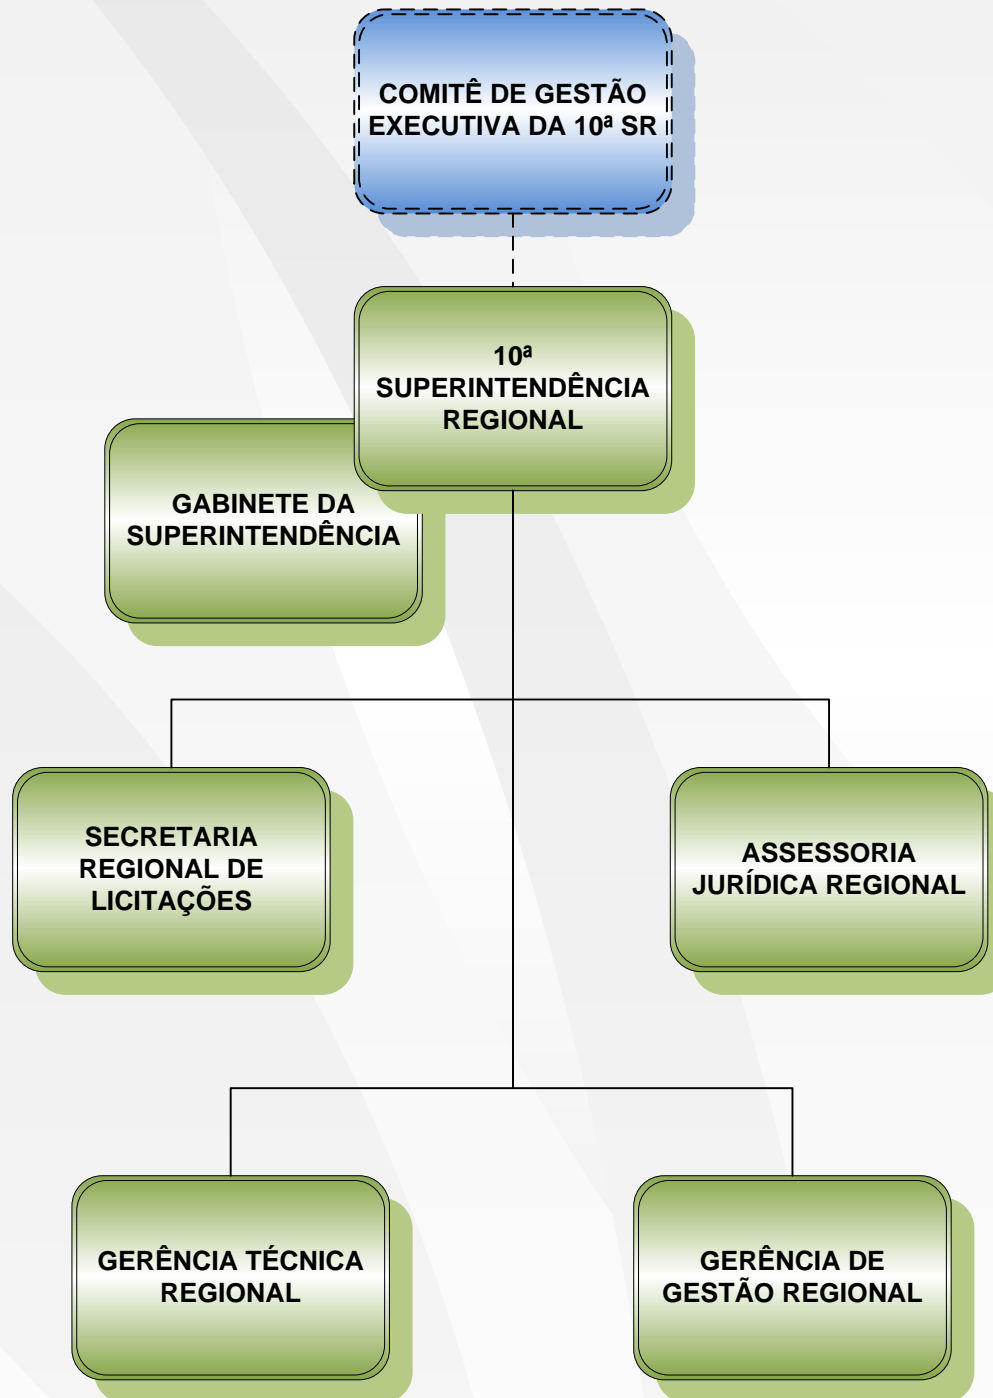 COMITÊ DE GESTÃO
EXECUTIVA DA 10ª SR
10ª
SUPERINTENDÊNCIA
REGIONAL
GABINETE DA
SUPERINTENDÊNCIA
SECRETARIA
REGIONAL DE
LICITAÇÕES
ASSESSORIA
JURÍDICA REGIONAL
GERÊNCIA TÉCNICA
REGIONAL
GERÊNCIA DE
GESTÃO REGIONAL